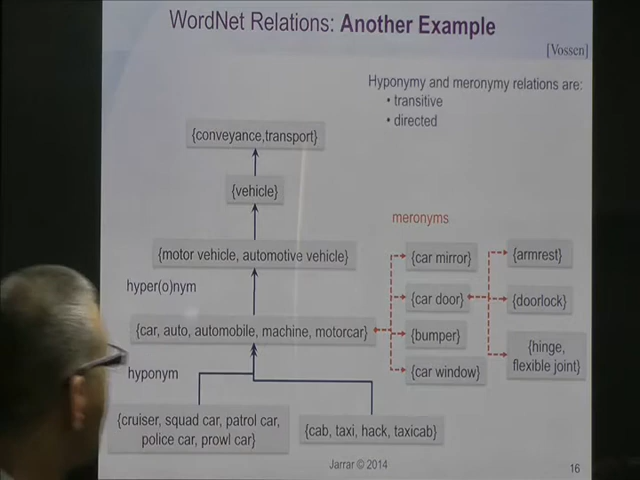 WordNet Relations: Another Example
[Vossen]
Hyponymy and meronymy relations are:
• transitive
• directed
{conveyance,transport}
{vehicle}
{motor vehicle, automotive vehicle}
hyper(o)nym
{car, auto, automobile, machine, motorcar}
hyponym
{cruiser, squad car, patrol car,
police car, prowl car}
{cab, taxi, hack, taxicab}
meronyms
{car mirror}
{car door}
{bumper}
{car window}
{armrest}
{doorlock}
{hinge,
flexible joint}
Jarrar © 2014
16